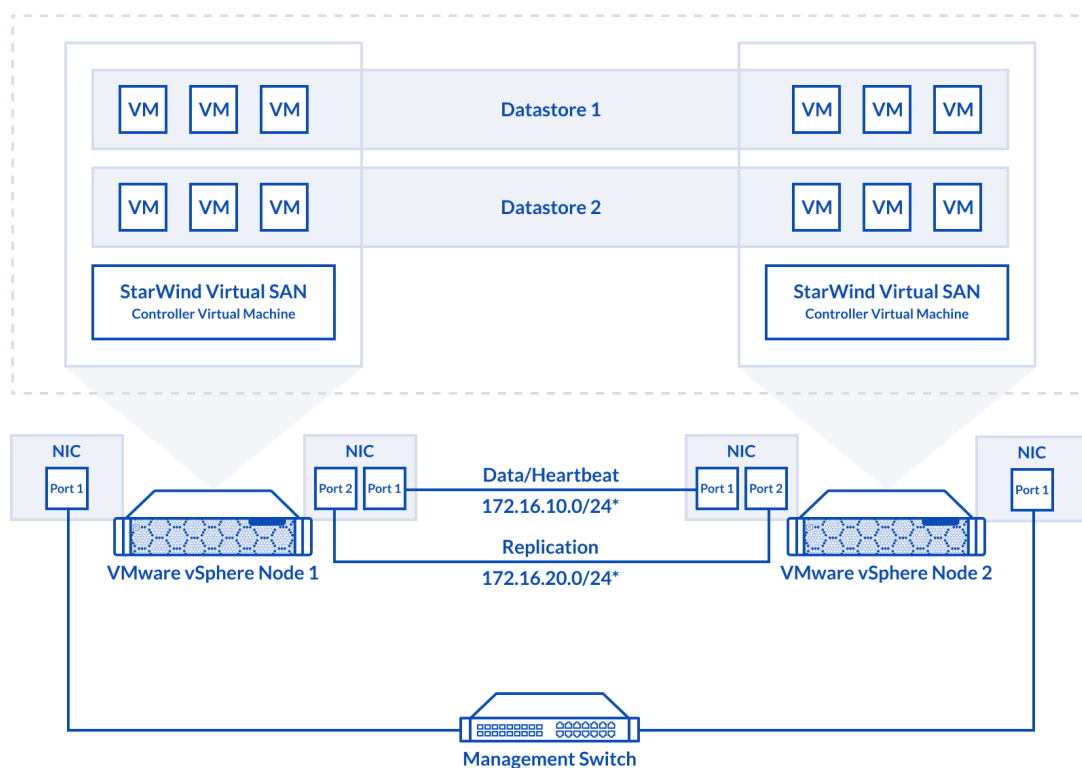 VM VM VM Datastore 1 VM VM VM
VM VM VM Datastore 2 VM VM VM
StarWind Virtual SAN
Controller Virtual Machine
StarWind Virtual SAN
Controller Virtual Machine
NIC
Port 1
NIC
Port 2 Port 1
Data/Heartbeat
172.16.10.0/24*
NIC
Port 1 Port 2
NIC
Port 1
Replication
172.16.20.0/24*
VMware vSphere Node 1
VMware vSphere Node 2
Management Switch